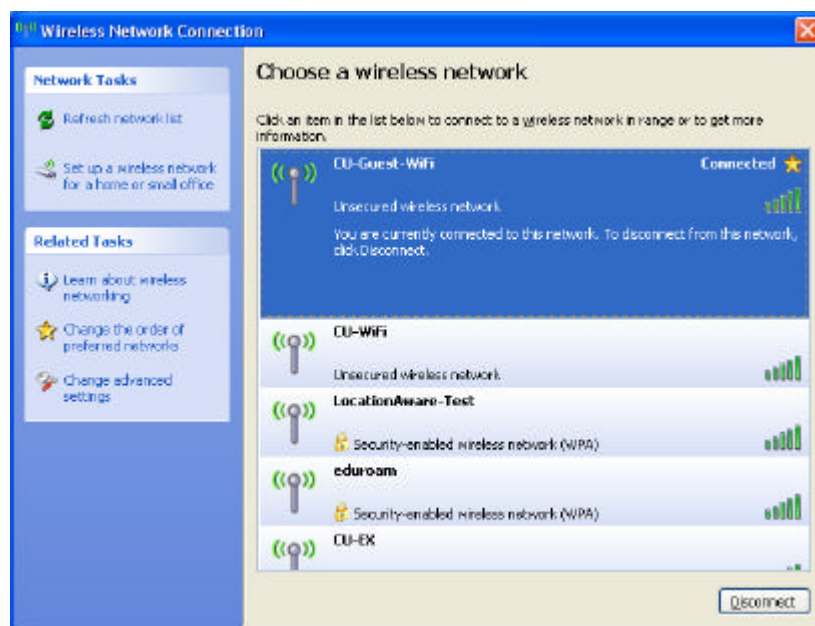 Wireless Network Connection
Network Tasks
Refresh network list
Set up a wireless network
for a home or small office
Related Tasks
Learn about wireless
networking
Change the order of
preferred networks
Change advanced
settings
Choose a wireless network
Click an item in the list below to connect to a wireless network in range or to get more
information.
CU-Guest-WiFi
Connected
Unsecured wireless network
You are currently connected to this network. To disconnect from this network,
click Disconnect.
CU-WiFi
Unsecured wireless network
LocationAware-Test
Security-enabled wireless network (WPA)
eduroam
Security-enabled wireless network (WPA)
CU-EX
Disconnect